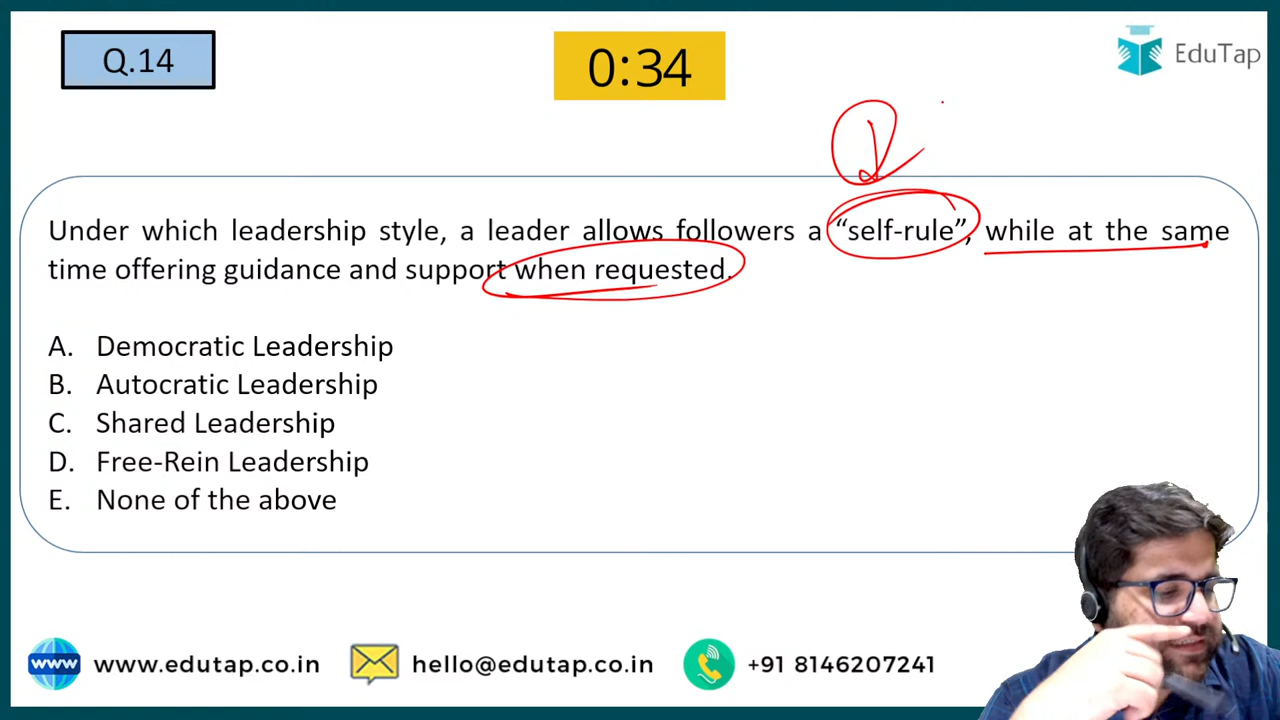 Q.14
0:34
EduTap
Under which leadership style, a leader allows followers a “self-rule”, while at the same
time offering guidance and support when requested.
A. Democratic Leadership
B. Autocratic Leadership
C. Shared Leadership
D. Free-Rein Leadership
E. None of the above
www www.edutap.co.in hello@edutap.co.in +91 8146207241